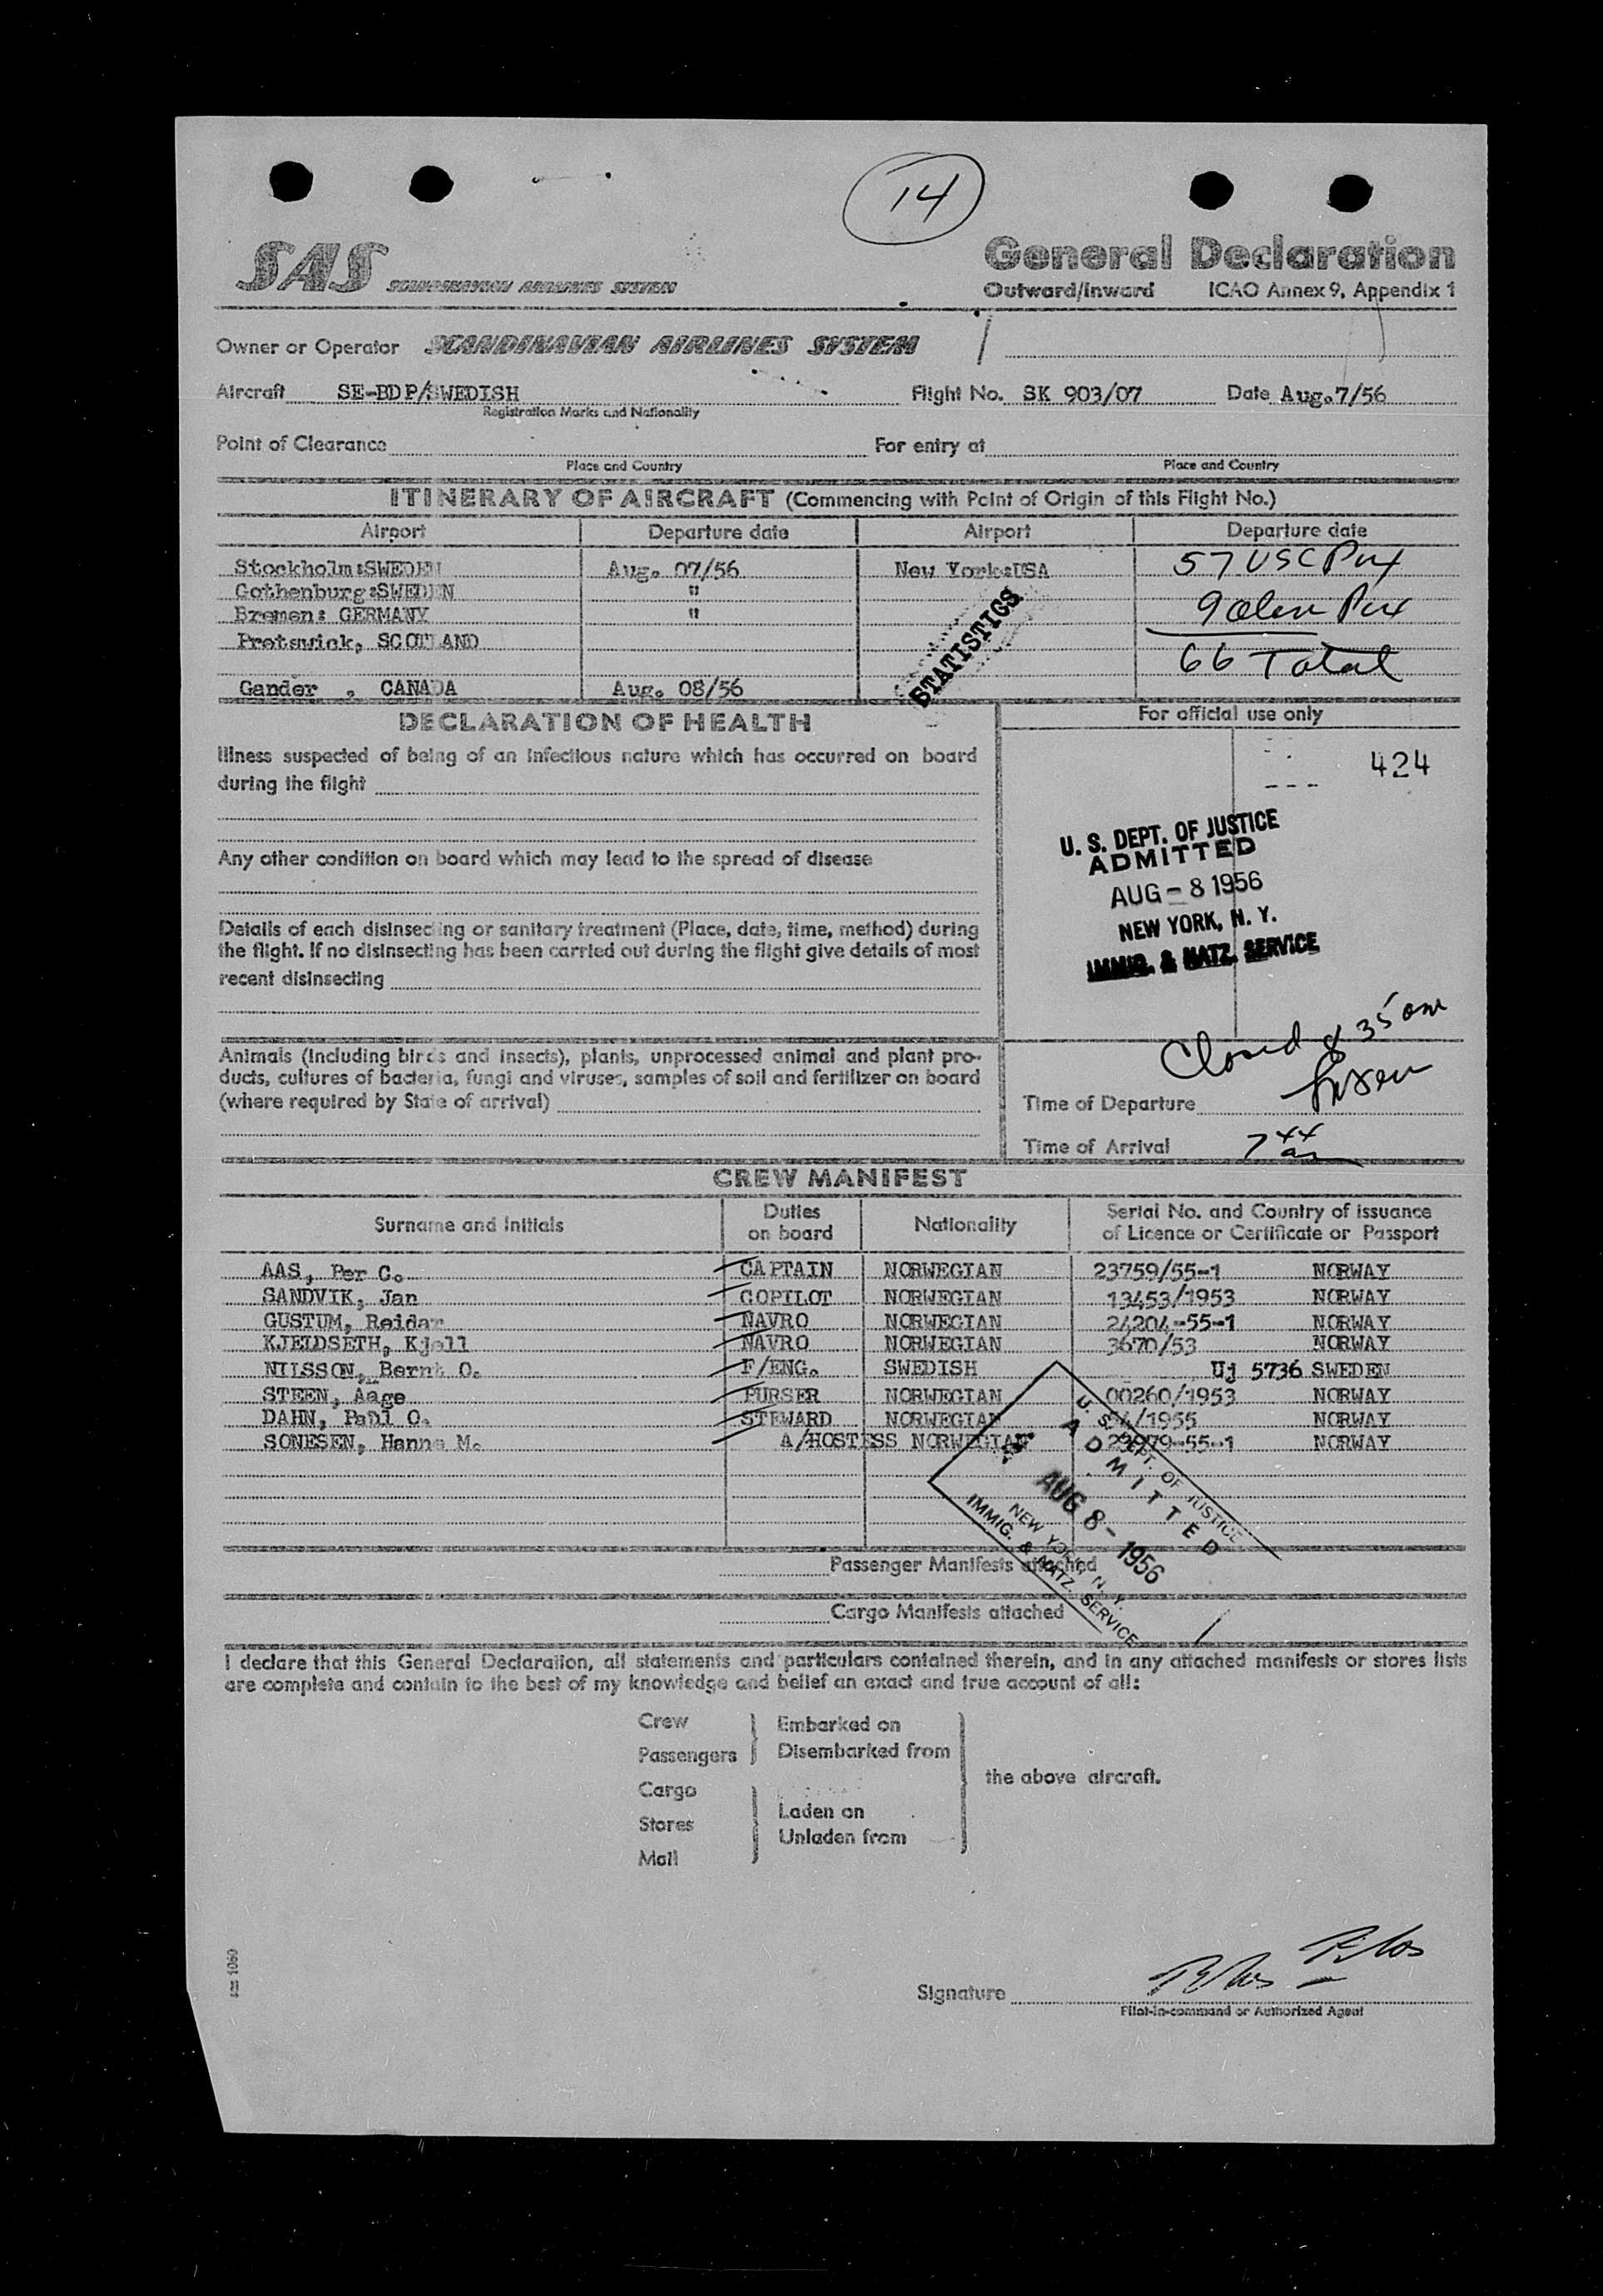 14
SAS SCANDINAVIAN AIRLINES SYSTEM
General Declaration
Outward/Inward ICAO Annex 9, Appendix 1
Owner or Operator SCANDINAVIAN AIRLINES SYSTEM
Aircraft SE-BDP/SWEDISH Flight No. SK 903/07 Date Aug.7/56
Registration Marks and Nationality
Point of Clearance For entry at
Place and Country Place and Country
ITINERARY OF AIRCRAFT (Commencing with Point of Origin of this Flight No.)
Airport Departure date Airport Departure date
Stockholm:SWEDEN Aug. 07/56 New York:USA 57 USC Pax
Gothenburg:SWEDEN "
Bremen: GERMANY " 9 alien Pax
Pretswick, SCOTLAND 66 Total
STATISTICS
Gander , CANADA Aug. 08/56
DECLARATION OF HEALTH
For official use only
Illness suspected of being of an infectious nature which has occurred on board
during the flight
424
Any other condition on board which may lead to the spread of disease
U. S. DEPT. OF JUSTICE
ADMITTED
AUG - 8 1956
NEW YORK, N. Y.
IMMIG. & NATZ. SERVICE
Details of each disinsecting or sanitary treatment (Place, date, time, method) during
the flight. If no disinsecting has been carried out during the flight give details of most
recent disinsecting
Closed 8 35 am
Animals (including birds and insects), plants, unprocessed animal and plant pro-
ducts, cultures of bacteria, fungi and viruses, samples of soil and fertilizer on board
(where required by State of arrival)
Time of Departure
Time of Arrival 7 44 am
CREW MANIFEST
Surname and Initials Duties on board Nationality Serial No. and Country of issuance of Licence or Certificate or Passport
AAS, Per C. CAPTAIN NORWEGIAN 23759/55-1 NORWAY
SANDVIK, Jan COPILOT NORWEGIAN 13453/1953 NORWAY
GUSTUM, Reidar NAVRO NORWEGIAN 24204-55-1 NORWAY
KJELDSETH, Kjell NAVRO NORWEGIAN 3670/53 NORWAY
NILSSON, Bernt O. F/ENG. SWEDISH Uj 5736 SWEDEN
STEEN, Aage PURSER NORWEGIAN 00260/1953 NORWAY
DAHN, Paul O. STEWARD NORWEGIAN /1955 NORWAY
SONESEN, Hanne M. A/HOSTESS NORWEGIAN -55-1 NORWAY
U. S. DEPT. OF JUSTICE
ADMITTED
AUG 8 - 1956
NEW YORK, N. Y.
IMMIG. & NATZ. SERVICE
Passenger Manifests attached
Cargo Manifests attached
I declare that this General Declaration, all statements and particulars contained therein, and in any attached manifests or stores lists
are complete and contain to the best of my knowledge and belief an exact and true account of all:
Crew
Passengers
Embarked on
Disembarked from
Cargo
Stores
Mail
Laden on
Unladen from
the above aircraft.
1060
Signature
Pilot-in-command or Authorized Agent